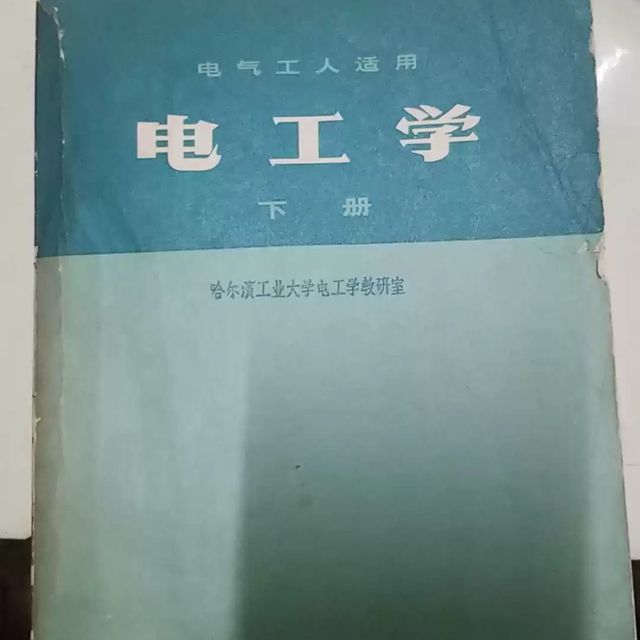 电气工人适用
电工学
下册
哈尔滨工业大学电工学教研室